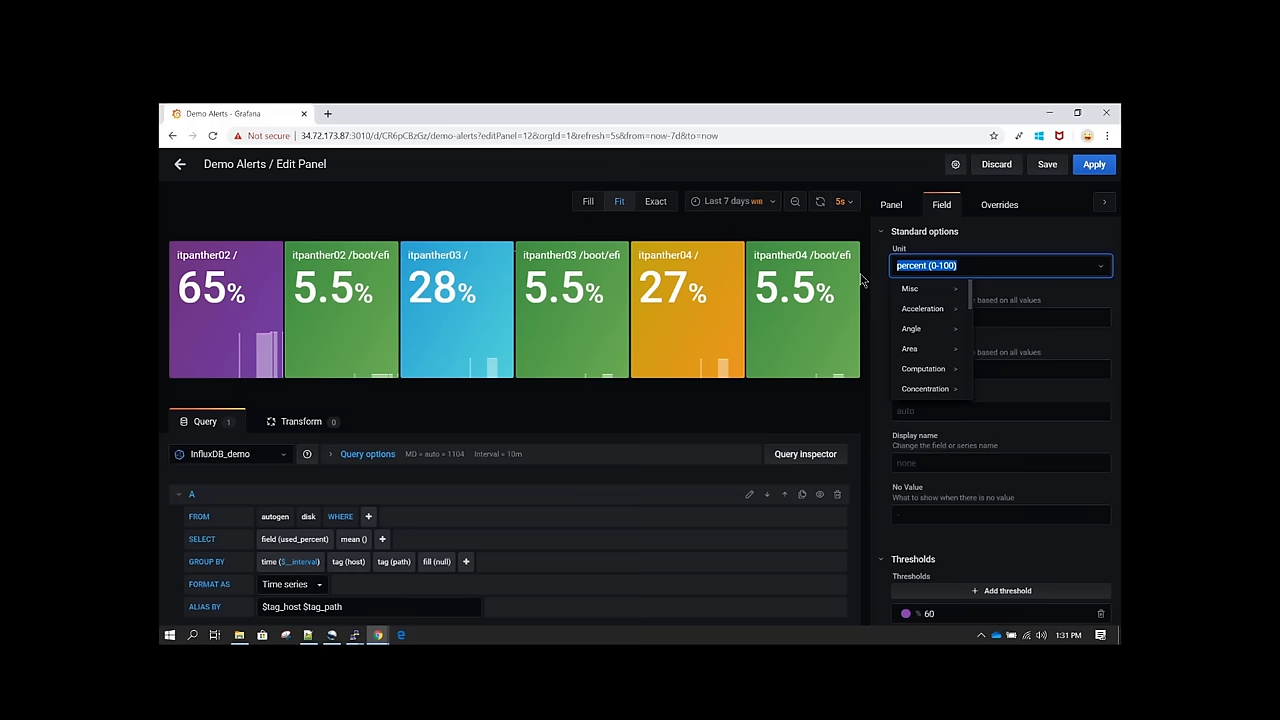 Demo Alerts - Grafana
Not secure 34.72.173.87:3010/d/CR6pCBzGz/demo-alerts?editPanel=12&orgId=1&refresh=5s&from=now-7d&to=now
Demo Alerts / Edit Panel
Discard Save Apply
Fill Fit Exact Last 7 days WIB 5s
Panel Field Overrides
Standard options
Unit
percent (0-100)
Misc >
Acceleration >
Angle >
Area >
Computation >
Concentration >
based on all values
based on all values
auto
Display name
Change the field or series name
none
No Value
What to show when there is no value
-
Thresholds
Thresholds
+ Add threshold
% 60
itpanther02 /
65%
itpanther02 /boot/efi
5.5%
itpanther03 /
28%
itpanther03 /boot/efi
5.5%
itpanther04 /
27%
itpanther04 /boot/efi
5.5%
Query 1 Transform 0
InfluxDB_demo > Query options MD = auto = 1104 Interval = 10m Query inspector
A
FROM autogen disk WHERE +
SELECT field (used_percent) mean () +
GROUP BY time ($__interval) tag (host) tag (path) fill (null) +
FORMAT AS Time series
ALIAS BY $tag_host $tag_path
1:31 PM